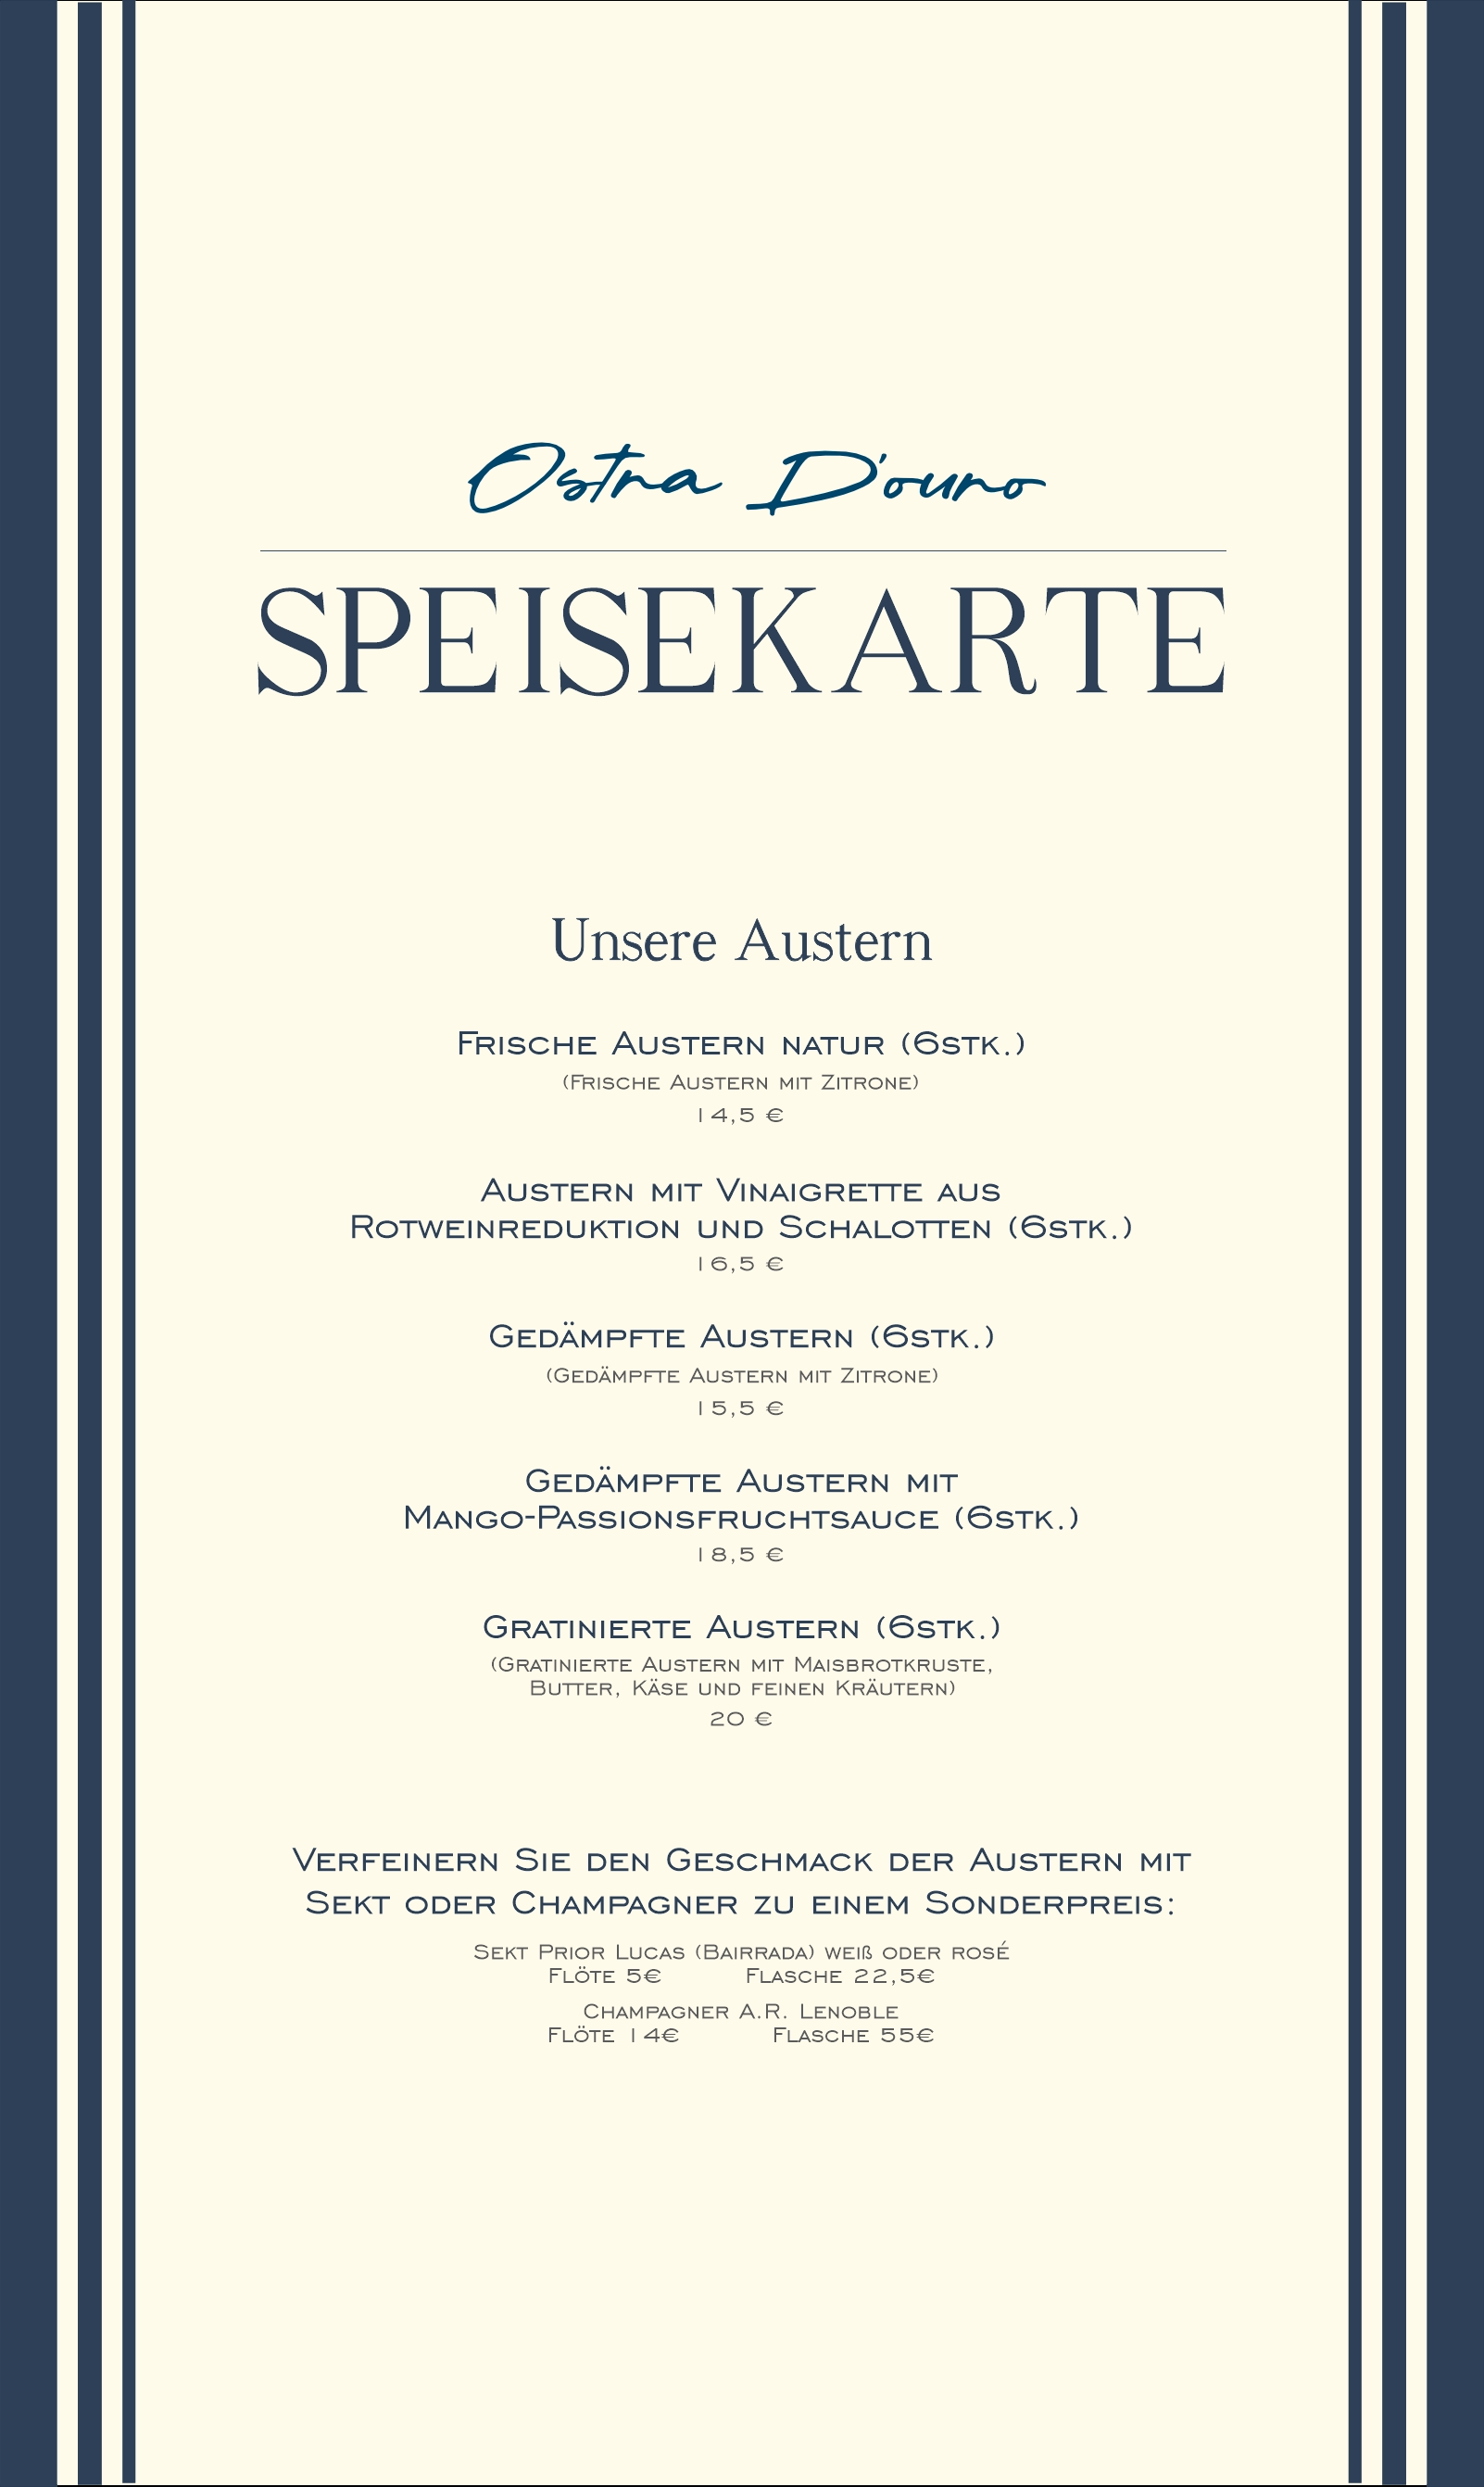 Ostra D'ouro
SPEISEKARTE
Unsere Austern
Frische Austern natur (6stk.)
(Frische Austern mit Zitrone)
14,5 €
Austern mit Vinaigrette aus
Rotweinreduktion und Schalotten (6stk.)
16,5 €
Gedämpfte Austern (6stk.)
(Gedämpfte Austern mit Zitrone)
15,5 €
Gedämpfte Austern mit
Mango-Passionsfruchtsauce (6stk.)
18,5 €
Gratinierte Austern (6stk.)
(Gratinierte Austern mit Maisbrotkruste,
Butter, Käse und feinen Kräutern)
20 €
Verfeinern Sie den Geschmack der Austern mit
Sekt oder Champagner zu einem Sonderpreis:
Sekt Prior Lucas (Bairrada) weiß oder rosé
Flöte 5€ Flasche 22,5€
Champagner A.R. Lenoble
Flöte 14€ Flasche 55€